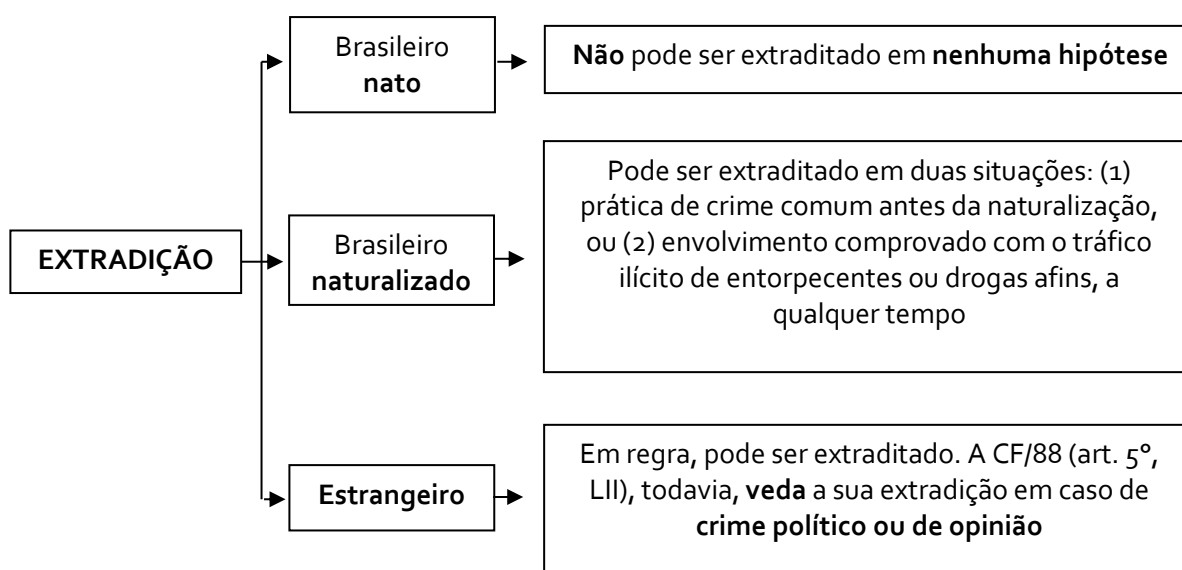 Brasileiro
nato
Não pode ser extraditado em nenhuma hipótese
EXTRADIÇÃO
Brasileiro
naturalizado
Pode ser extraditado em duas situações: (1)
prática de crime comum antes da naturalização,
ou (2) envolvimento comprovado com o tráfico
ilícito de entorpecentes ou drogas afins, a
qualquer tempo
Estrangeiro
Em regra, pode ser extraditado. A CF/88 (art. 5º,
LII), todavia, veda a sua extradição em caso de
crime político ou de opinião